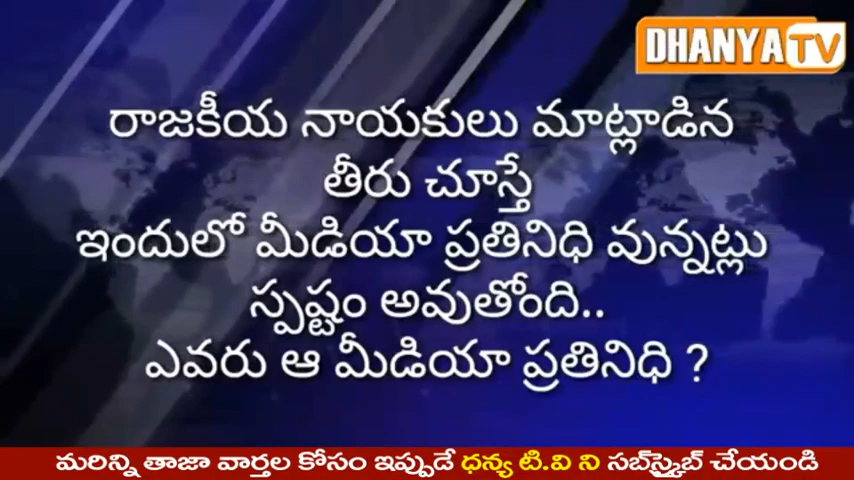 DHANYA TV
రాజకీయ నాయకులు మాట్లాడిన
తీరు చూస్తే
ఇందులో మీడియా ప్రతినిధి వున్నట్లు
స్పష్టం అవుతోంది..
ఎవరు ఆ మీడియా ప్రతినిధి ?
మరిన్ని తాజా వార్తల కోసం ఇప్పుడే ధన్య టి.వి ని సబ్‌స్క్రైబ్ చేయండి